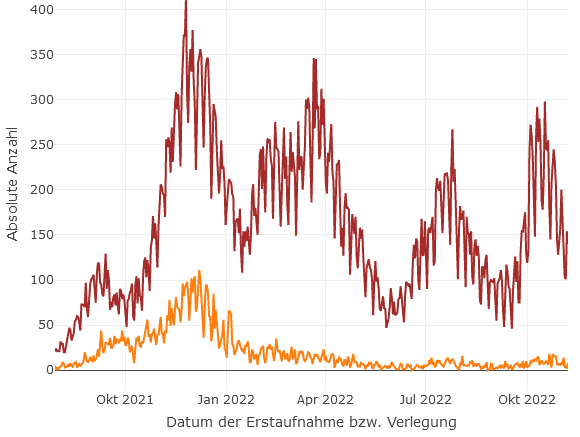 400
350
300
250
200
150
100
50
0
Absolute Anzahl
Okt 2021
Jan 2022
Apr 2022
Jul 2022
Okt 2022
Datum der Erstaufnahme bzw. Verlegung